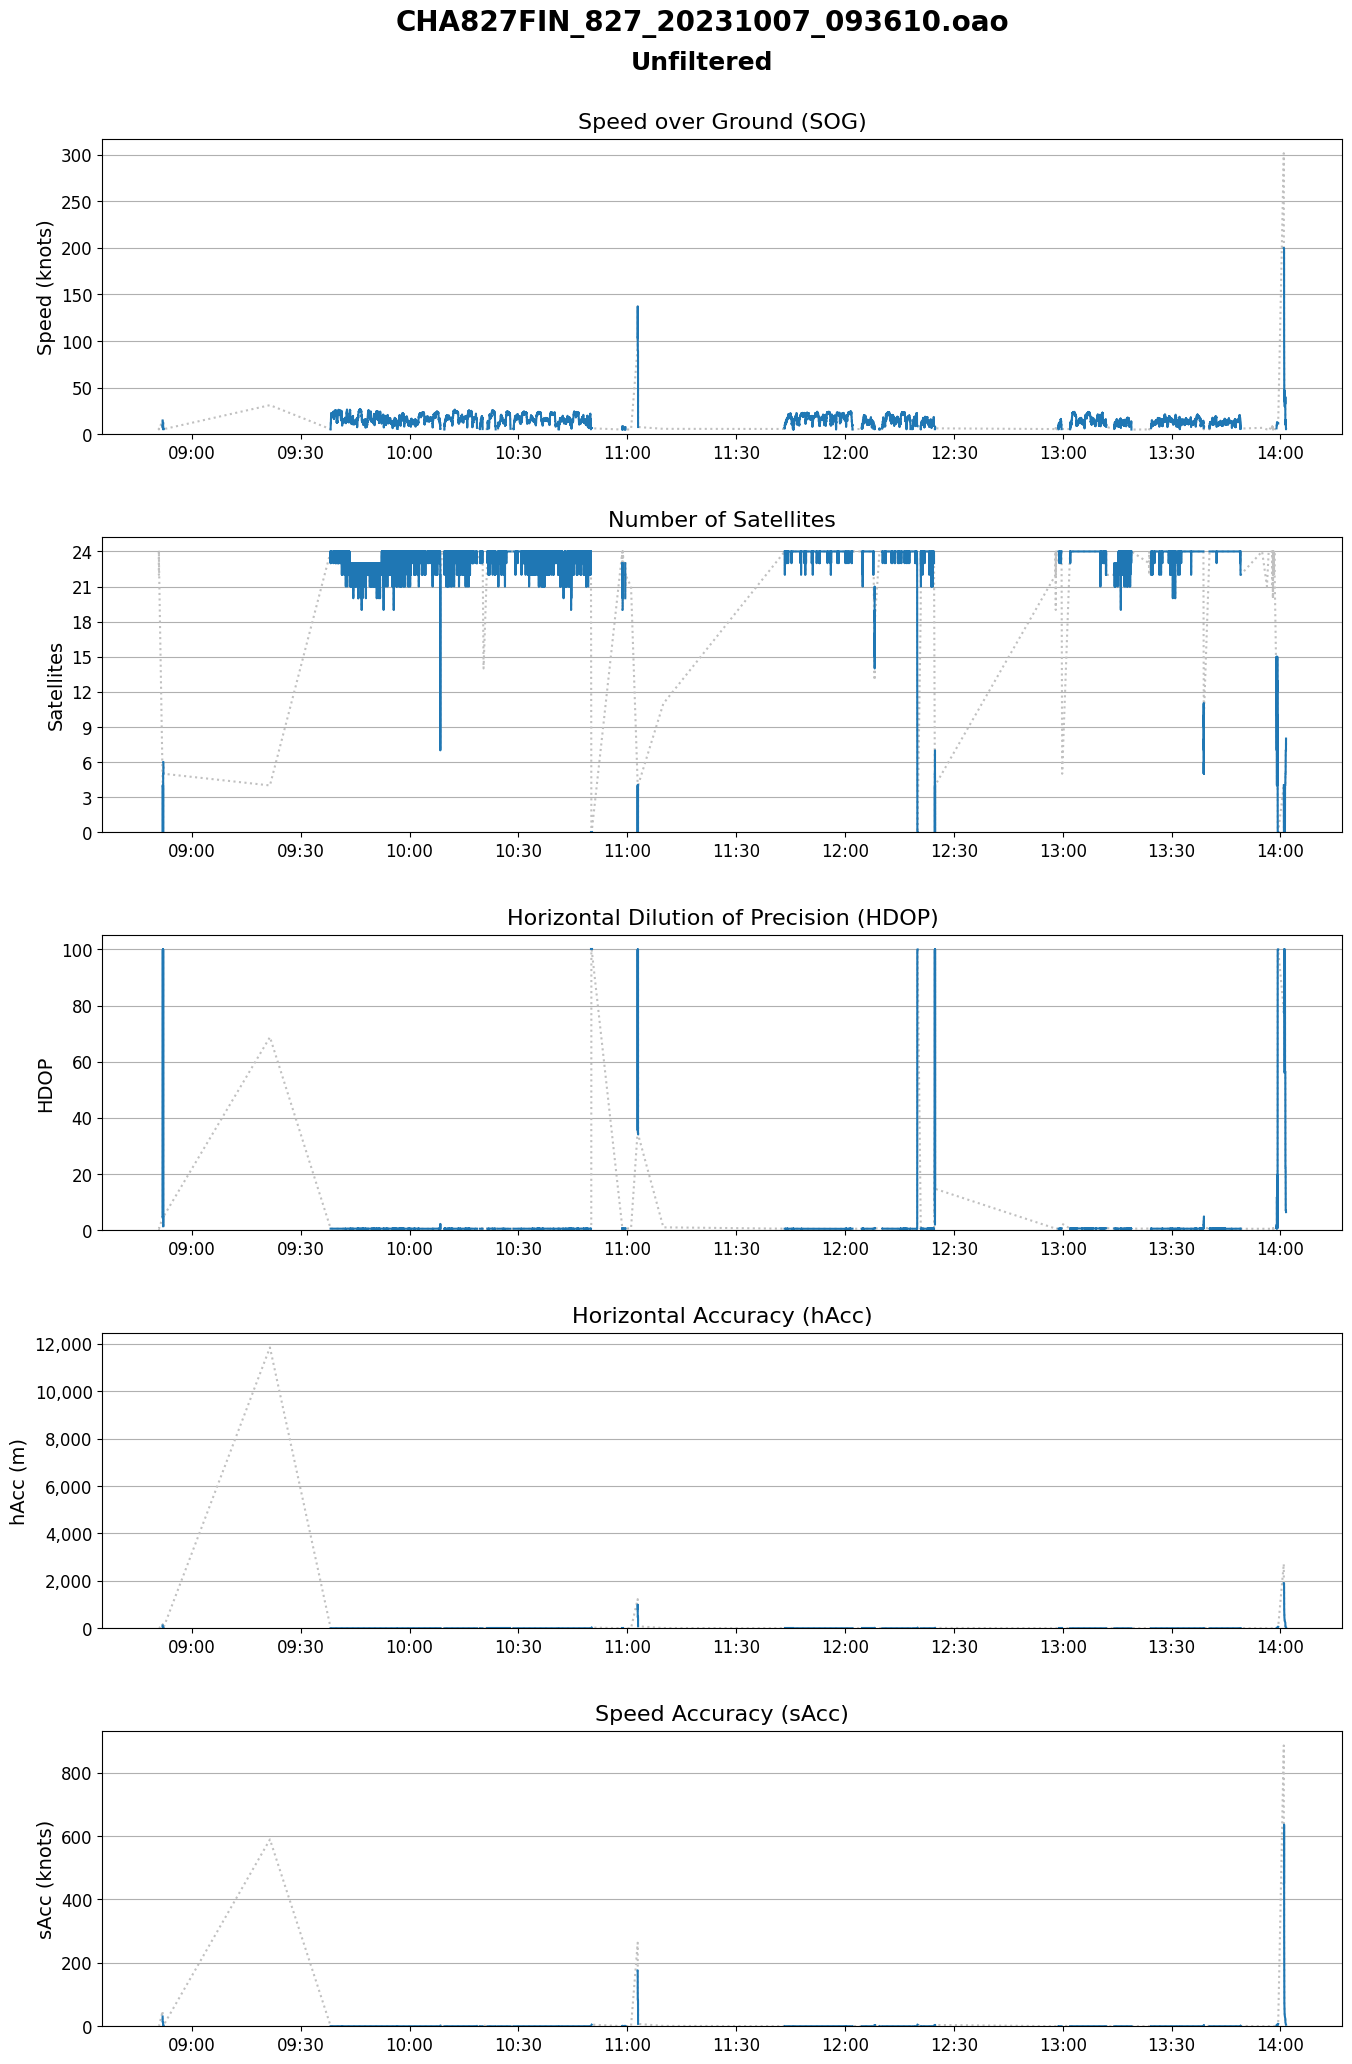 CHA827FIN_827_20231007_093610.oao
Unfiltered
Speed over Ground (SOG)
Speed (knots)
300
250
200
150
100
50
0
09:00 09:30 10:00 10:30 11:00 11:30 12:00 12:30 13:00 13:30 14:00
Number of Satellites
Satellites
24
21
18
15
12
9
6
3
0
09:00 09:30 10:00 10:30 11:00 11:30 12:00 12:30 13:00 13:30 14:00
Horizontal Dilution of Precision (HDOP)
HDOP
100
80
60
40
20
0
09:00 09:30 10:00 10:30 11:00 11:30 12:00 12:30 13:00 13:30 14:00
Horizontal Accuracy (hAcc)
hAcc (m)
12,000
10,000
8,000
6,000
4,000
2,000
0
09:00 09:30 10:00 10:30 11:00 11:30 12:00 12:30 13:00 13:30 14:00
Speed Accuracy (sAcc)
sAcc (knots)
800
600
400
200
0
09:00 09:30 10:00 10:30 11:00 11:30 12:00 12:30 13:00 13:30 14:00